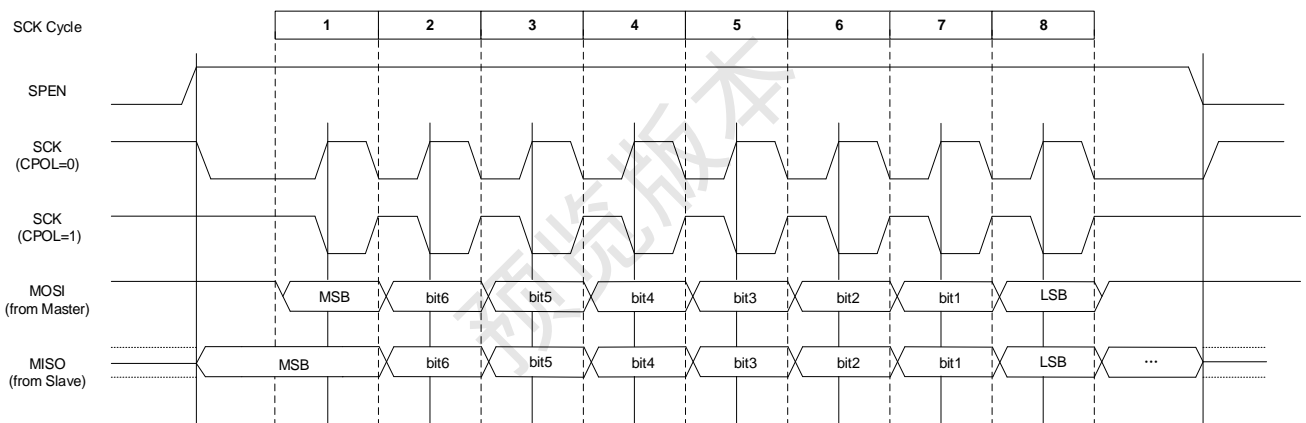 SCK Cycle 1 2 3 4 5 6 7 8
SPEN
SCK
(CPOL=0)
SCK
(CPOL=1)
MOSI
(from Master)
MSB bit6 bit5 bit4 bit3 bit2 bit1 LSB
MISO
(from Slave)
MSB bit6 bit5 bit4 bit3 bit2 bit1 LSB ...
预览版本